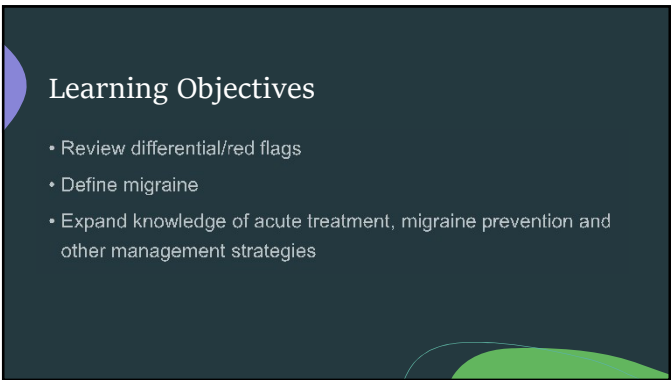 Learning Objectives
• Review differential/red flags
• Define migraine
• Expand knowledge of acute treatment, migraine prevention and
other management strategies